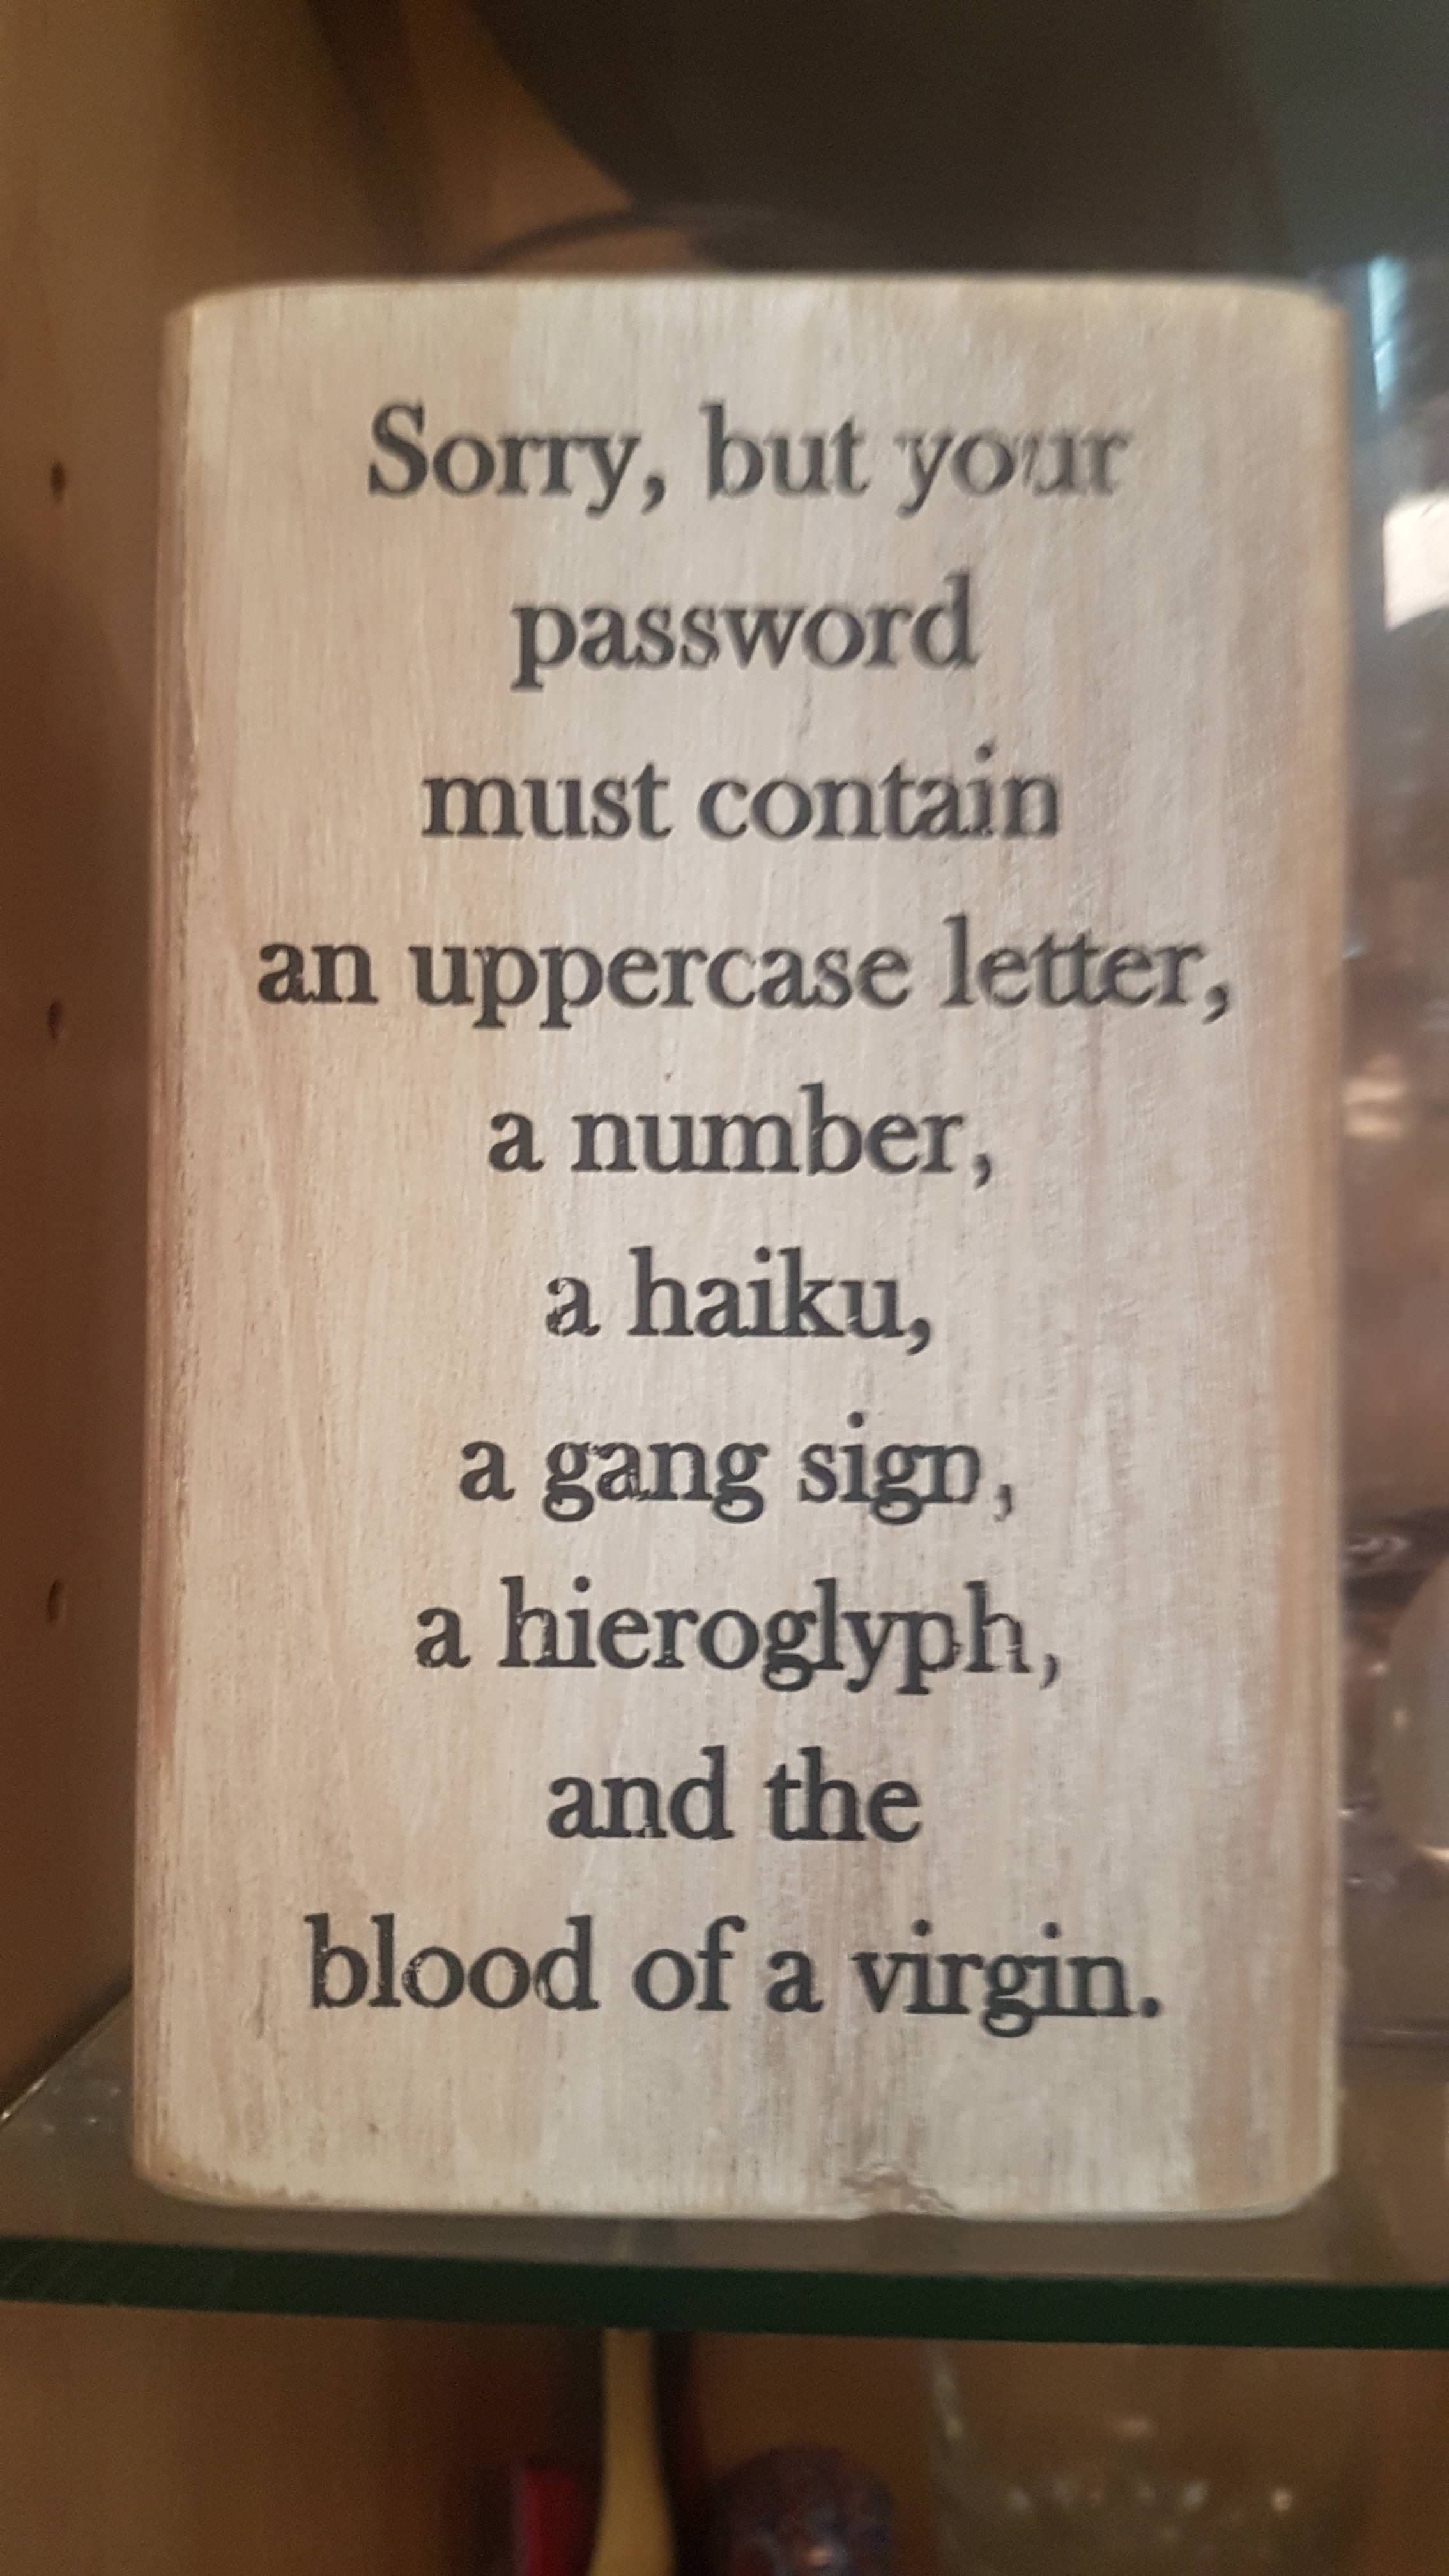 Sorry, but your
password
must contain
an uppercase letter,
a number,
a haiku,
a gang sign,
a hieroglyph,
and the
blood of a virgin.